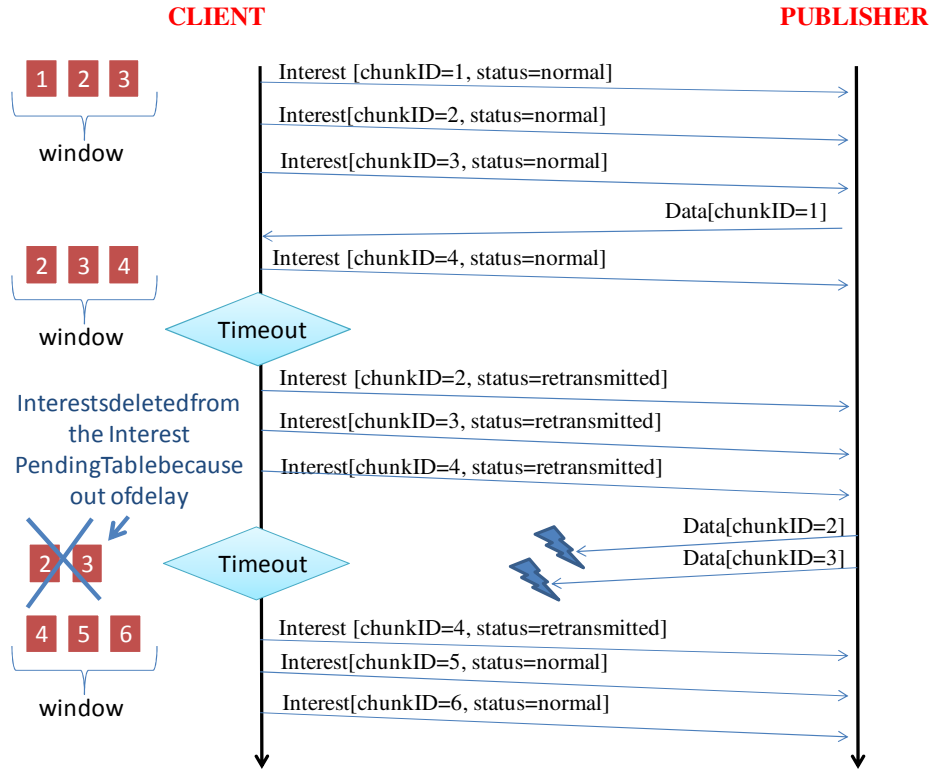 CLIENT
PUBLISHER
Interest [chunkID=1, status=normal]
1 2 3
Interest[chunkID=2, status=normal]
window
Interest[chunkID=3, status=normal]
Data[chunkID=1]
Interest [chunkID=4, status=normal]
2 3 4
window
Timeout
Interest [chunkID=2, status=retransmitted]
Interestsdeletedfrom
the Interest
PendingTablebecause
out ofdelay
Interest[chunkID=3, status=retransmitted]
Interest[chunkID=4, status=retransmitted]
Data[chunkID=2]
2 3
Timeout
Data[chunkID=3]
4 5 6
Interest [chunkID=4, status=retransmitted]
Interest[chunkID=5, status=normal]
window
Interest[chunkID=6, status=normal]